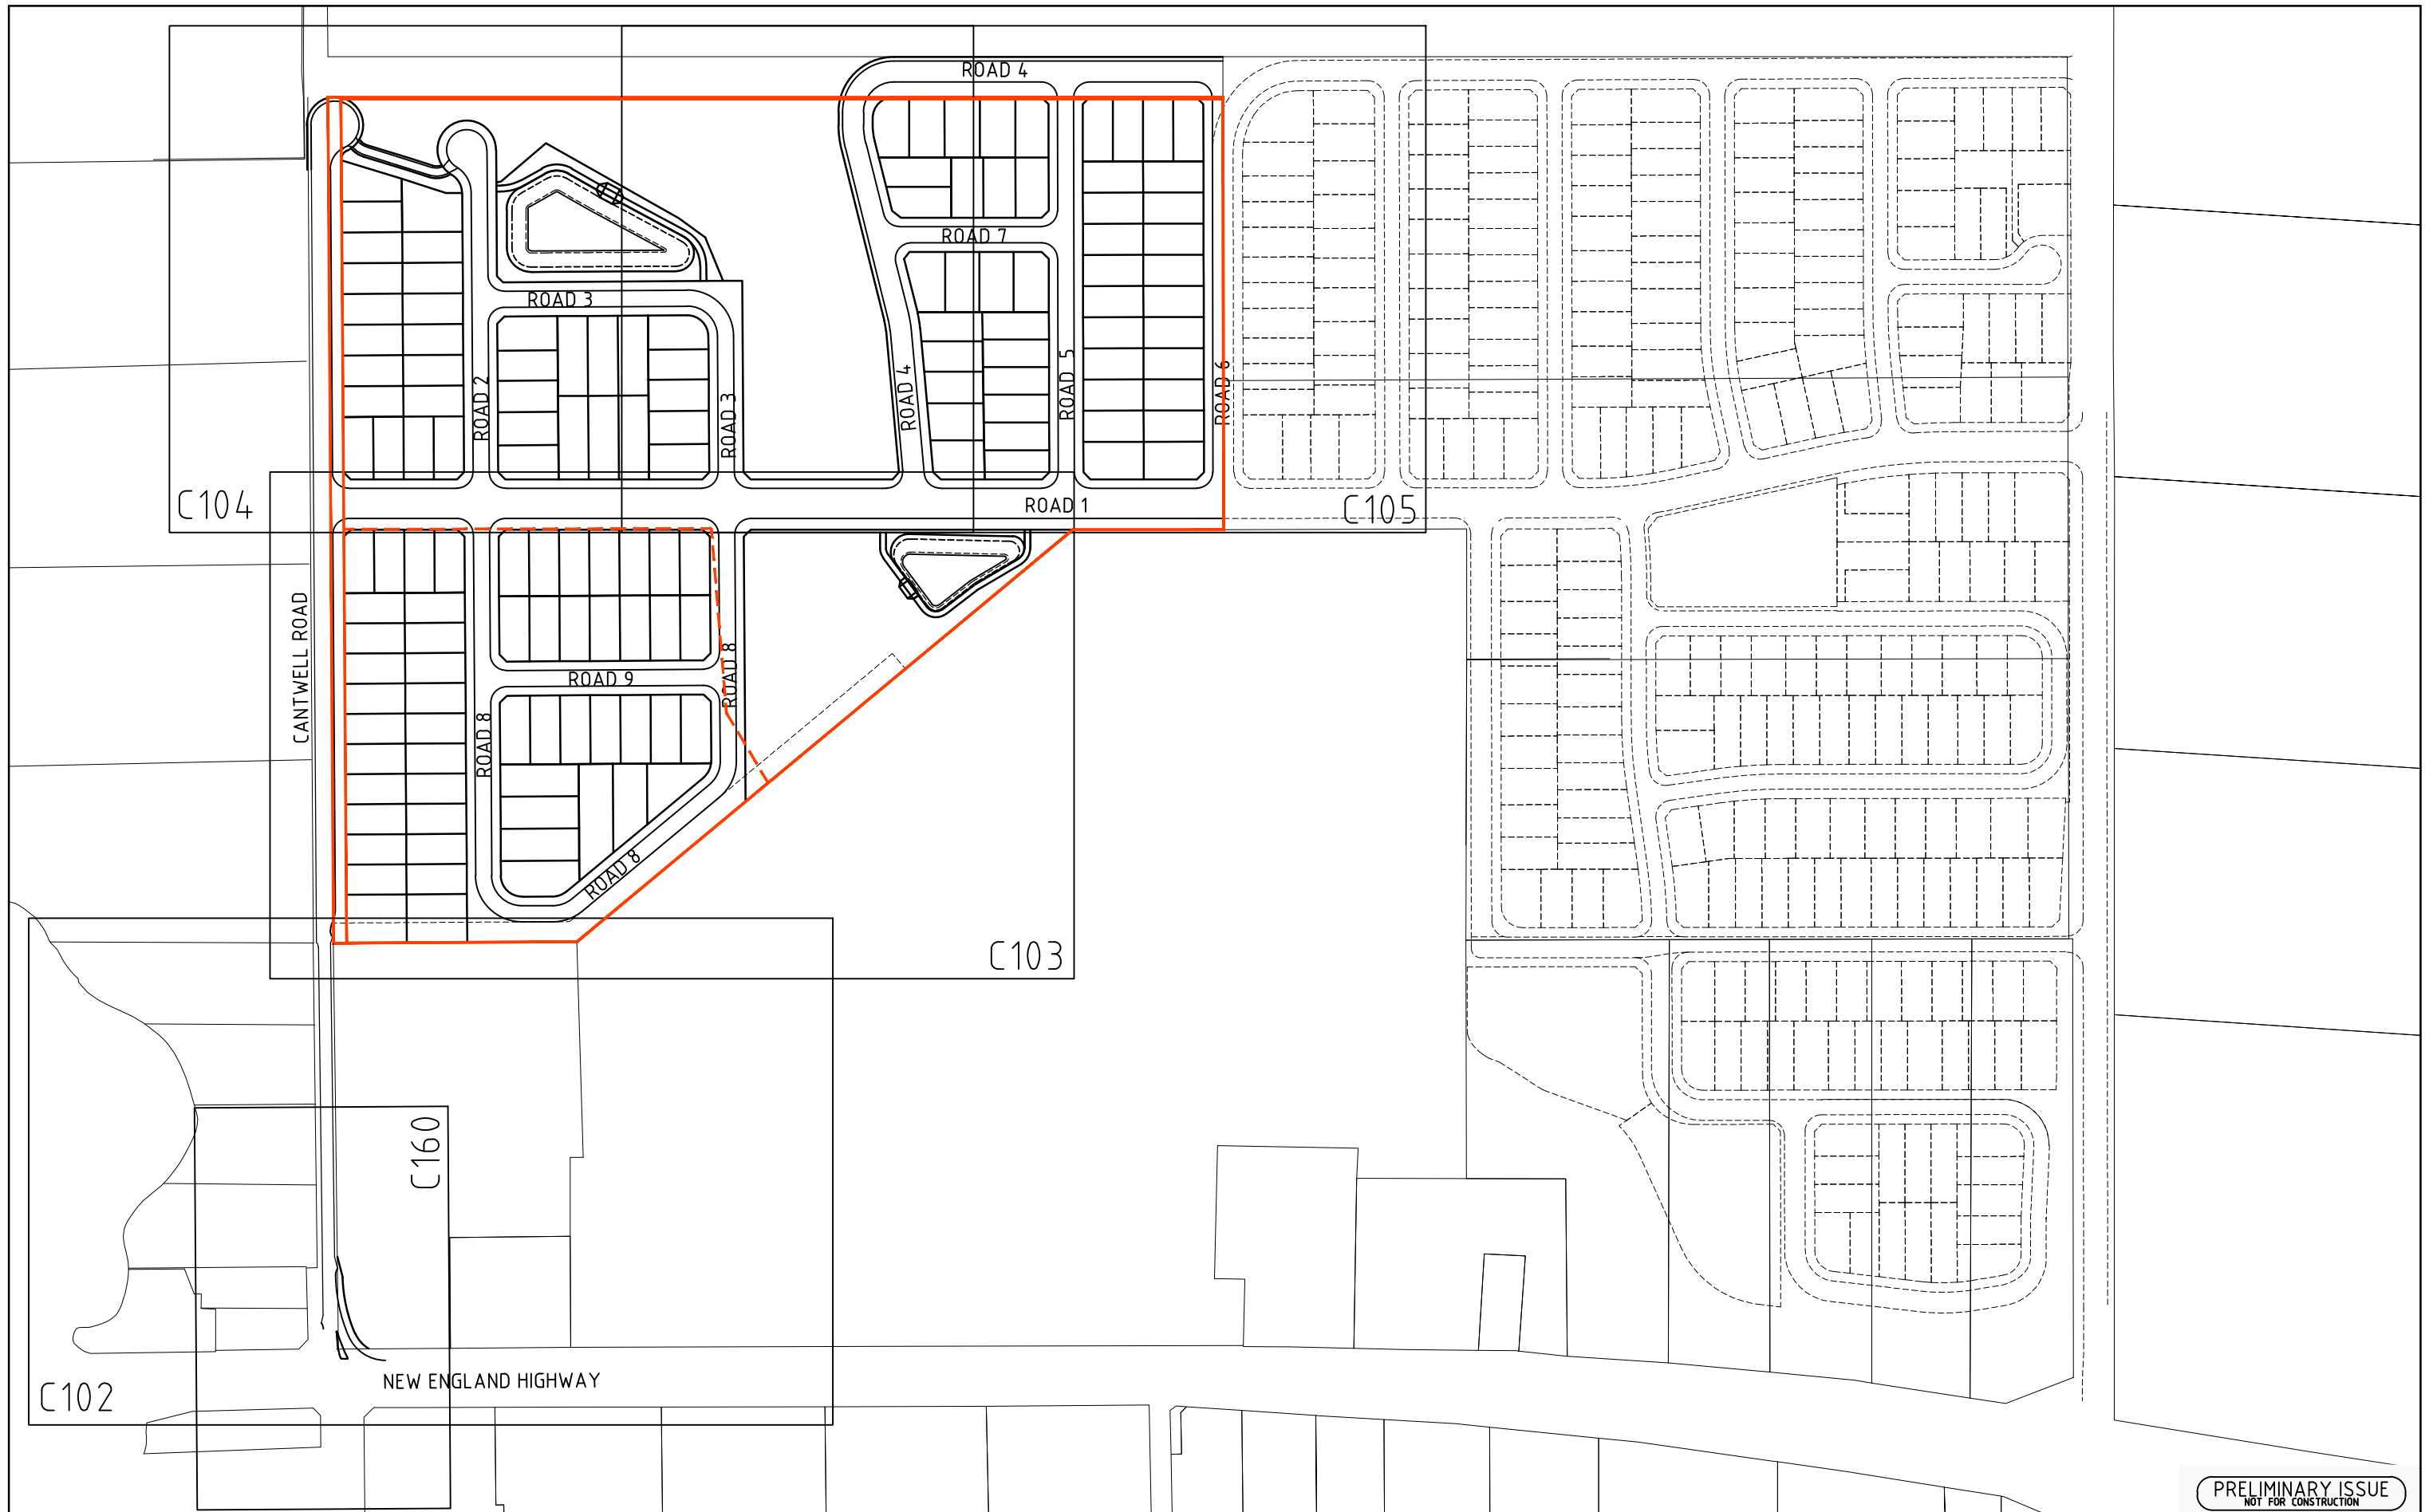 ROAD 4
ROAD 7
ROAD 3
ROAD 2
ROAD 3
ROAD 4
ROAD 5
ROAD 6
C104
ROAD 1
C105
CANTWELL ROAD
ROAD 9
ROAD 8
ROAD 8
ROAD 8
C103
C160
C102
NEW ENGLAND HIGHWAY
PRELIMINARY ISSUE
NOT FOR CONSTRUCTION